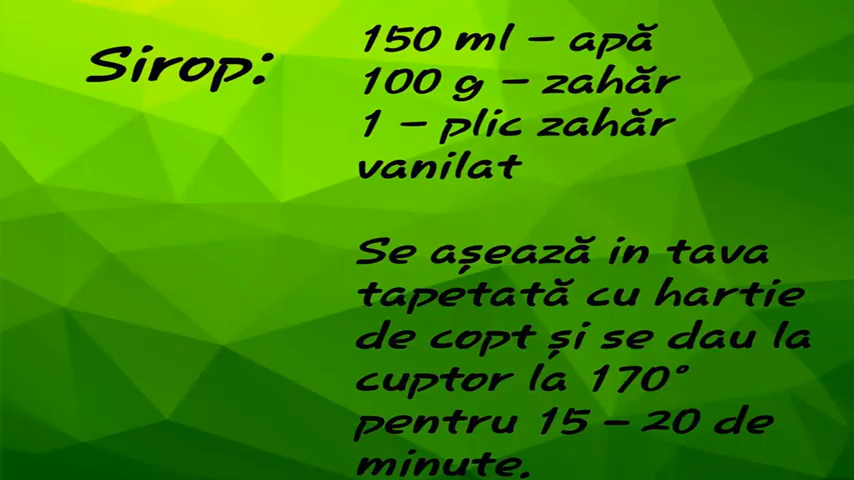 Sirop:
150 ml – apă
100 g – zahăr
1 – plic zahăr
vanilat
Se așează in tava
tapetată cu hartie
de copt și se dau la
cuptor la 170°
pentru 15 – 20 de
minute.